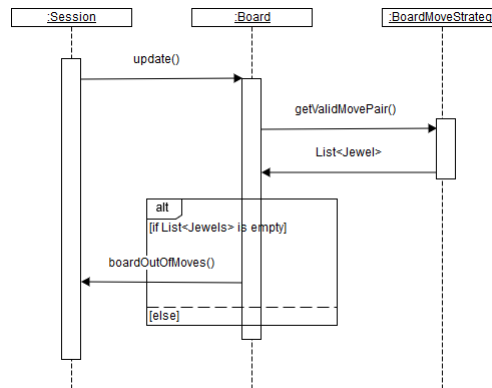 :Session
:Board
:BoardMoveStrateg
update()
getValidMovePair()
List<Jewel>
alt
[if List<Jewels> is empty]
boardOutOfMoves()
[else]